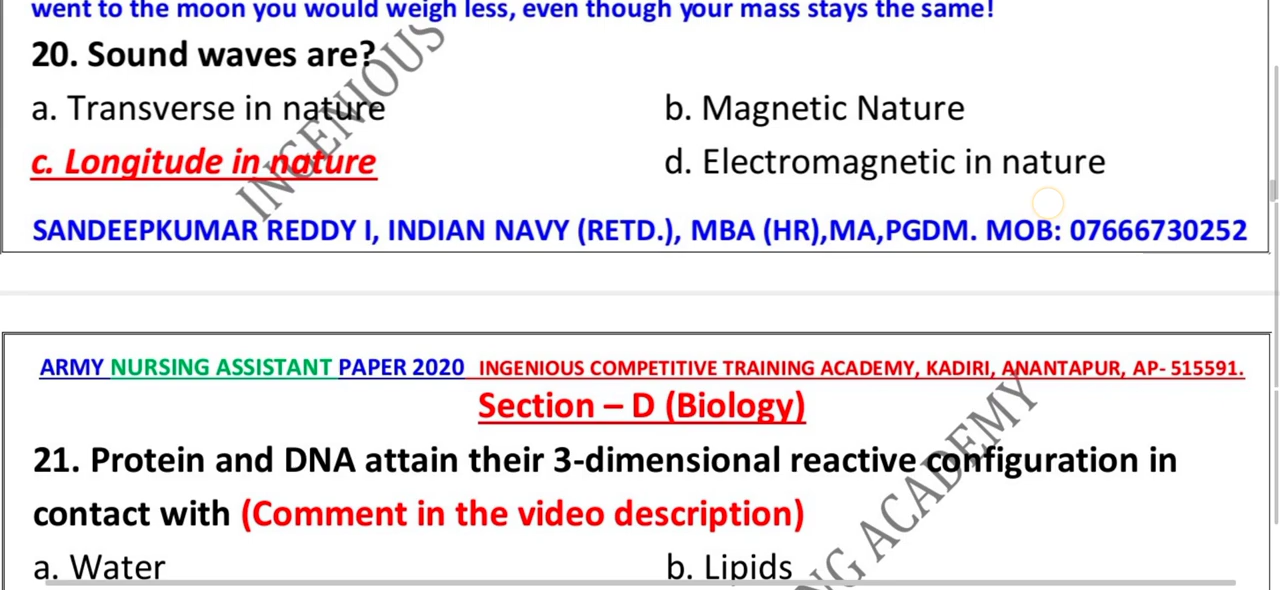 went to the moon you would weigh less, even though your mass stays the same!
20. Sound waves are?
a. Transverse in nature b. Magnetic Nature
c. Longitude in nature d. Electromagnetic in nature
SANDEEPKUMAR REDDY I, INDIAN NAVY (RETD.), MBA (HR),MA,PGDM. MOB: 07666730252
INGENIOUS
ARMY NURSING ASSISTANT PAPER 2020 INGENIOUS COMPETITIVE TRAINING ACADEMY, KADIRI, ANANTAPUR, AP- 515591.
Section – D (Biology)
21. Protein and DNA attain their 3-dimensional reactive configuration in
contact with (Comment in the video description)
a. Water b. Lipids
NG ACADEMY